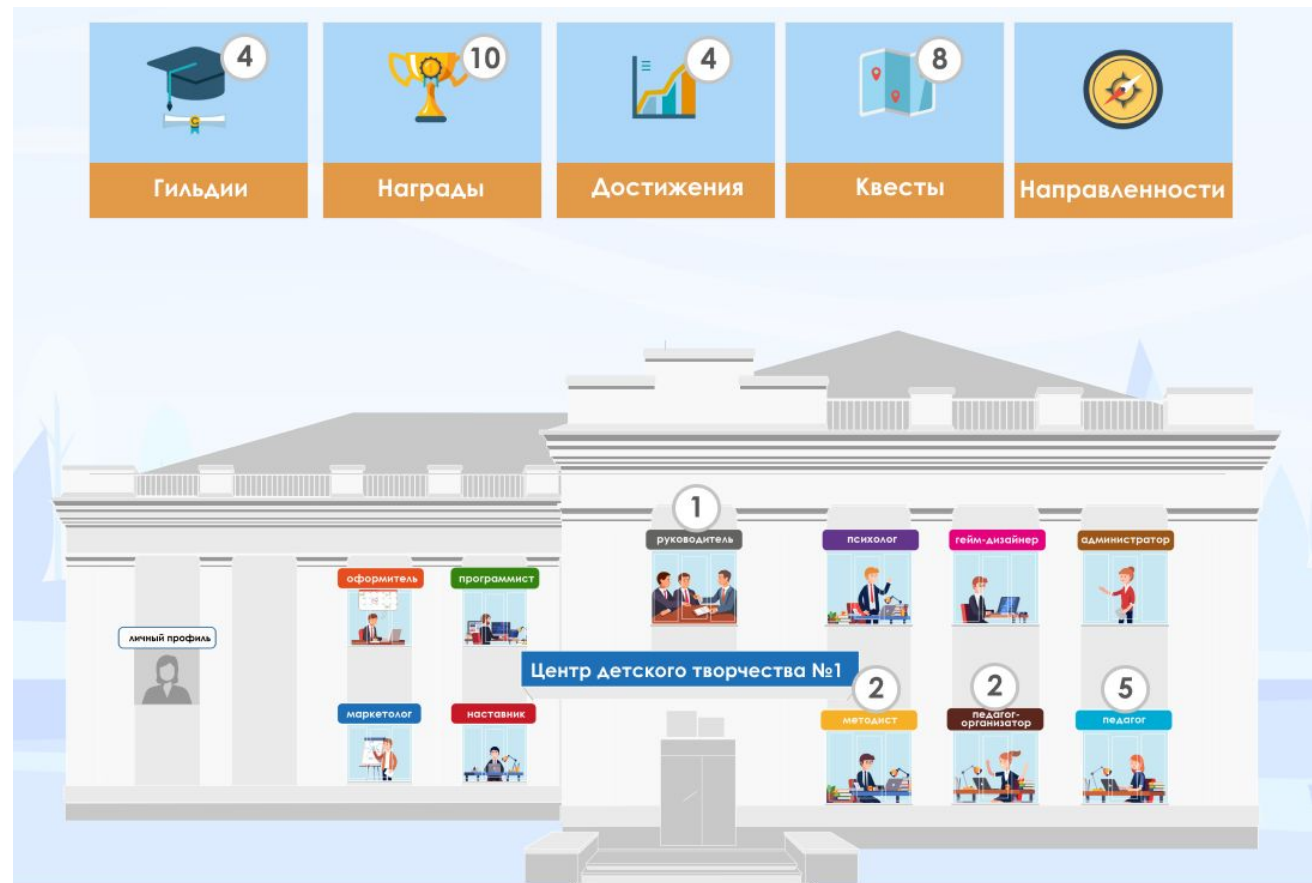 4
10
4
8
Гильдии
Награды
Достижения
Квесты
Направленности
1
руководитель
психолог
гейм-дизайнер
администратор
оформитель
программист
личный профиль
Центр детского творчества №1
2
2
5
маркетолог
наставник
методист
педагог-
организатор
педагог